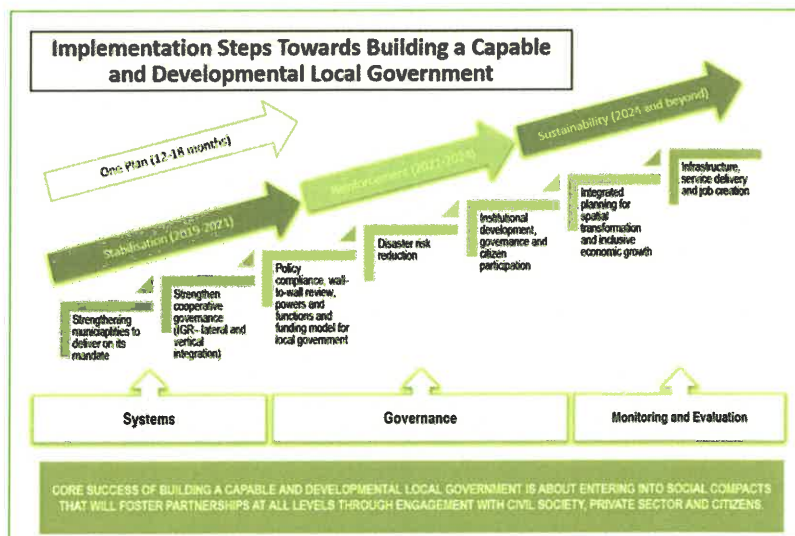 Implementation Steps Towards Building a Capable
and Developmental Local Government
One Plan (12-18 months)
Stabilisation (2019-2021)
Reinforcement (2021-2024)
Sustainability (2024 and beyond)
Strengthening
municiaplities to
deliver on its
mandate
Strengthen
cooperative
governance
(IGR- lateral and
vertical
integration)
Policy
compliance, wall-
to-wall review,
powers and
functions and
funding model for
local government
Disaster risk
reduction
Institutional
development,
governance and
citizen
participation
Integrated
planning for
spatial
transformation
and inclusive
economic growth
Infrastructure,
service delivery
and job creation
Systems
Governance
Monitoring and Evaluation
CORE SUCCESS OF BUILDING A CAPABLE AND DEVELOPMENTAL LOCAL GOVERNMENT IS ABOUT ENTERING INTO SOCIAL COMPACTS
THAT WILL FOSTER PARTNERSHIPS AT ALL LEVELS THROUGH ENGAGEMENT WITH CIVIL SOCIETY, PRIVATE SECTOR AND CITIZENS.